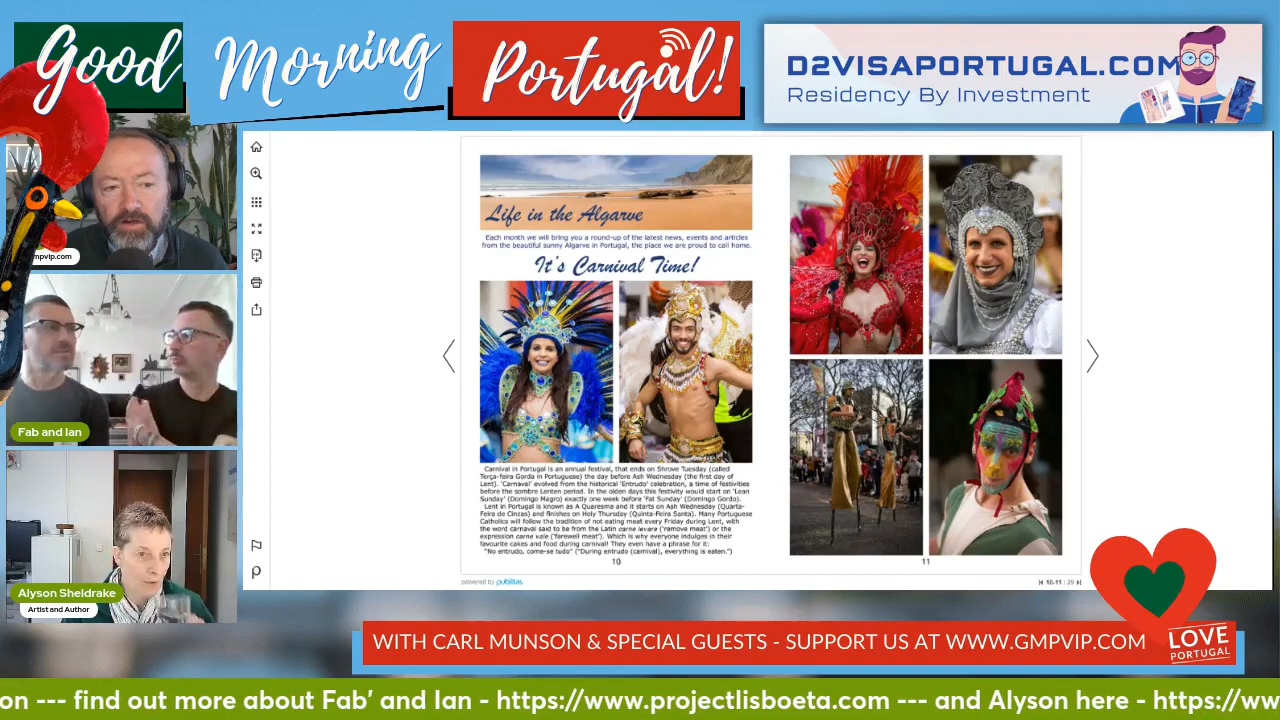 Good Morning Portugal!
D2VISAPORTUGAL.COM
Residency By Investment
mpvip.com
Fab and Ian
Alyson Sheldrake
Artist and Author
Life in the Algarve
Each month we will bring you a round-up of the latest news, events and articles
from the beautiful sunny Algarve in Portugal, the place we are proud to call home.
It's Carnival Time!
Carnival in Portugal is an annual festival, that ends on Shrove Tuesday (called
Terça-feira Gorda in Portuguese) the day before Ash Wednesday (the first day of
Lent). 'Carnaval' evolved from the historical 'Entrudo' celebration, a time of festivities
before the sombre Lenten period. In the olden days this festivity would start on 'Lean
Sunday' (Domingo Magro) exactly one week before 'Fat Sunday' (Domingo Gordo).
Lent in Portugal is known as A Quaresma and it starts on Ash Wednesday (Quarta-
Feira de Cinzas) and finishes on Holy Thursday (Quinta-Feira Santa). Many Portuguese
Catholics will follow the tradition of not eating meat every Friday during Lent, with
the word carnaval said to be from the Latin carne levare ('remove meat') or the
expression carne vale ('farewell meat'). Which is why everyone indulges in their
favourite cakes and food during carnival! They even have a phrase for it:
"No entrudo, come-se tudo" ("During entrudo (carnival), everything is eaten.")
10
11
powered by publitas
10-11 / 29
WITH CARL MUNSON & SPECIAL GUESTS - SUPPORT US AT WWW.GMPVIP.COM
LOVE
PORTUGAL
on --- find out more about Fab' and Ian - https://www.projectlisboeta.com --- and Alyson here - https://ww